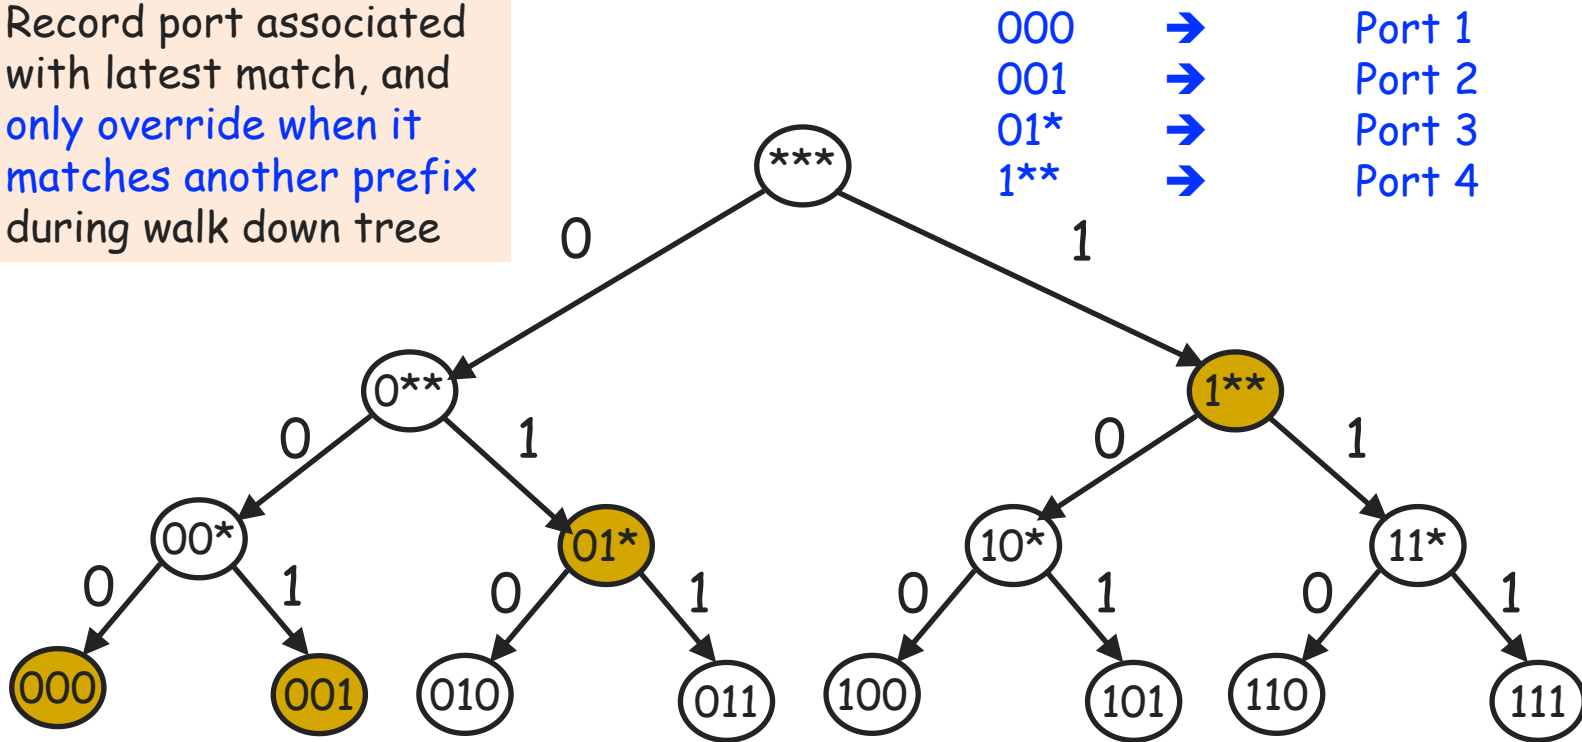 Record port associated
with latest match, and
only override when it
matches another prefix
during walk down tree
000 ➔ Port 1
001 ➔ Port 2
01* ➔ Port 3
1** ➔ Port 4
***
0 1
0** 1**
0 1 0 1
00* 01* 10* 11*
0 1 0 1 0 1 0 1
000 001 010 011 100 101 110 111